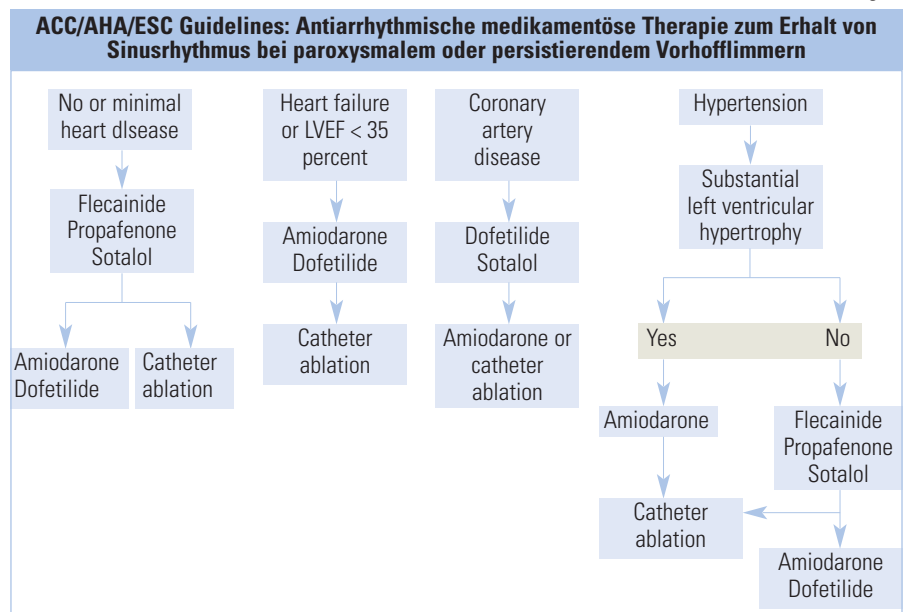 ACC/AHA/ESC Guidelines: Antiarrhythmische medikamentöse Therapie zum Erhalt von
Sinusrhythmus bei paroxysmalem oder persistierendem Vorhofflimmern
No or minimal
heart dIsease
Flecainide
Propafenone
Sotalol
Amiodarone
Dofetilide
Catheter
ablation
Heart failure
or LVEF < 35
percent
Amiodarone
Dofetilide
Catheter
ablation
Coronary
artery
disease
Dofetilide
Sotalol
Amiodarone or
catheter
ablation
Hypertension
Substantial
left ventricular
hypertrophy
Yes
No
Amiodarone
Flecainide
Propafenone
Sotalol
Catheter
ablation
Amiodarone
Dofetilide